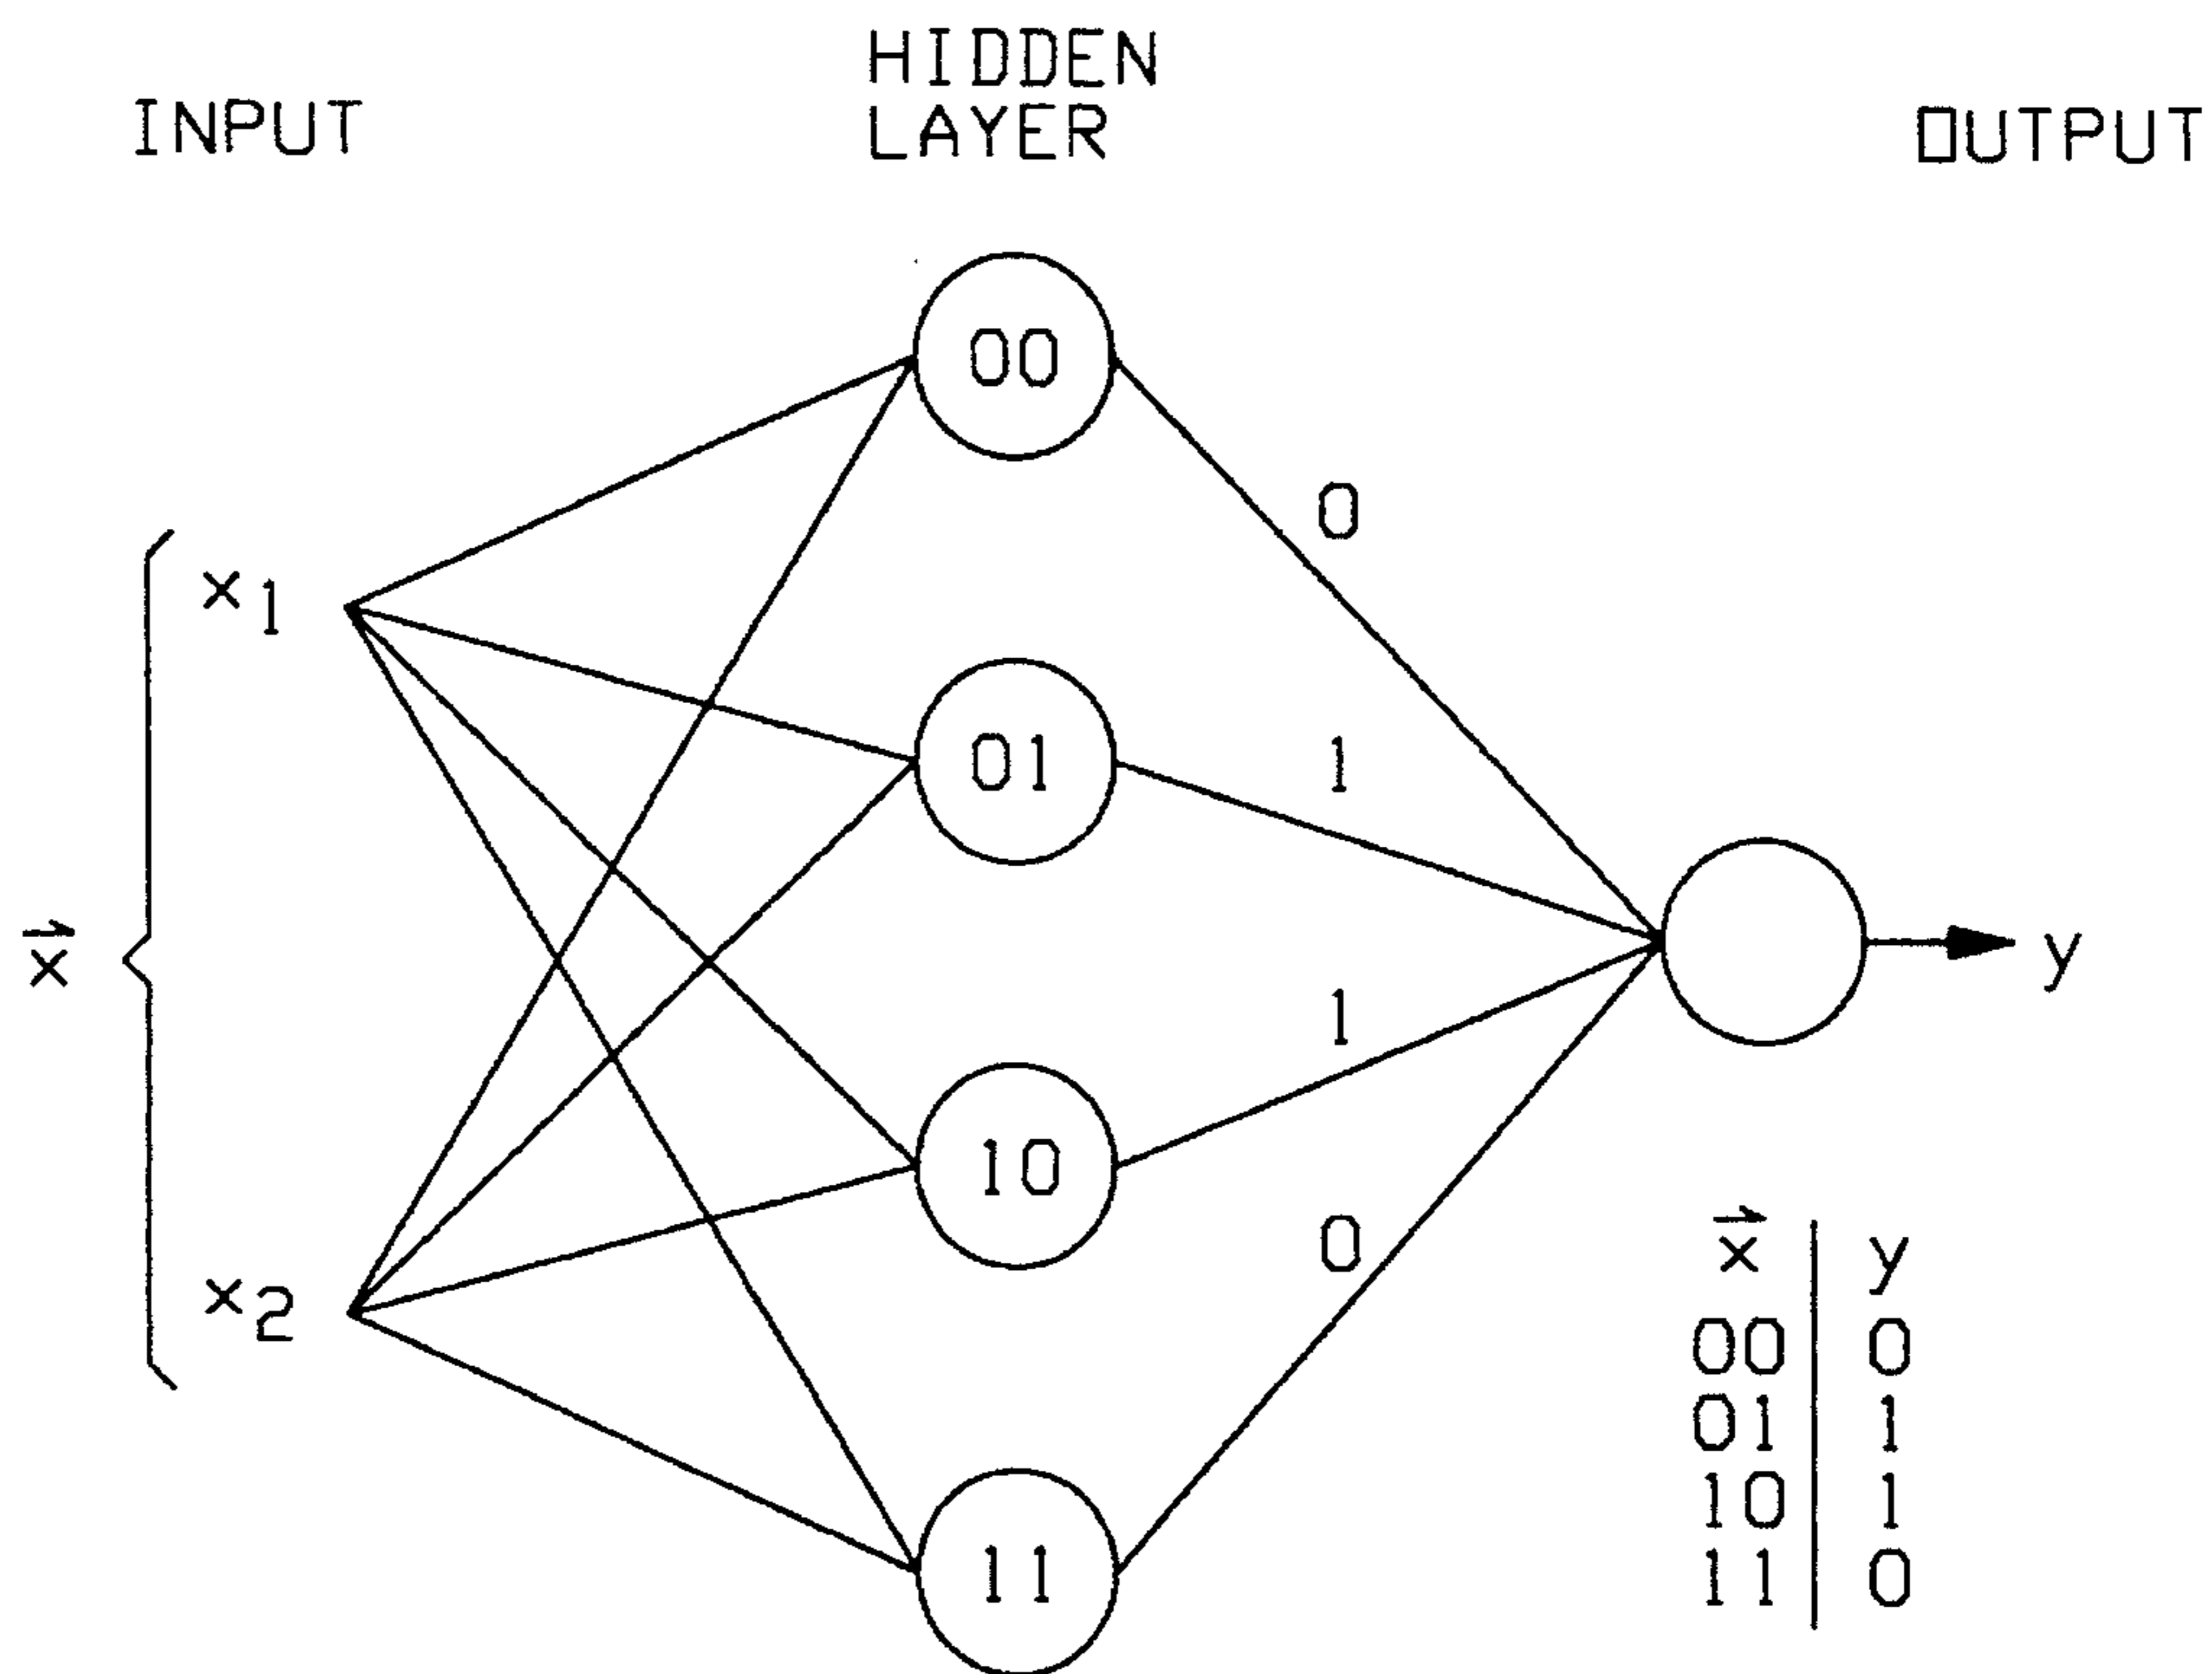 HIDDEN
LAYER
INPUT
OUTPUT
00
0
x1
01
1
x⃗
y
1
10
0
x2
11
x⃗ y
00 0
01 1
10 1
11 0